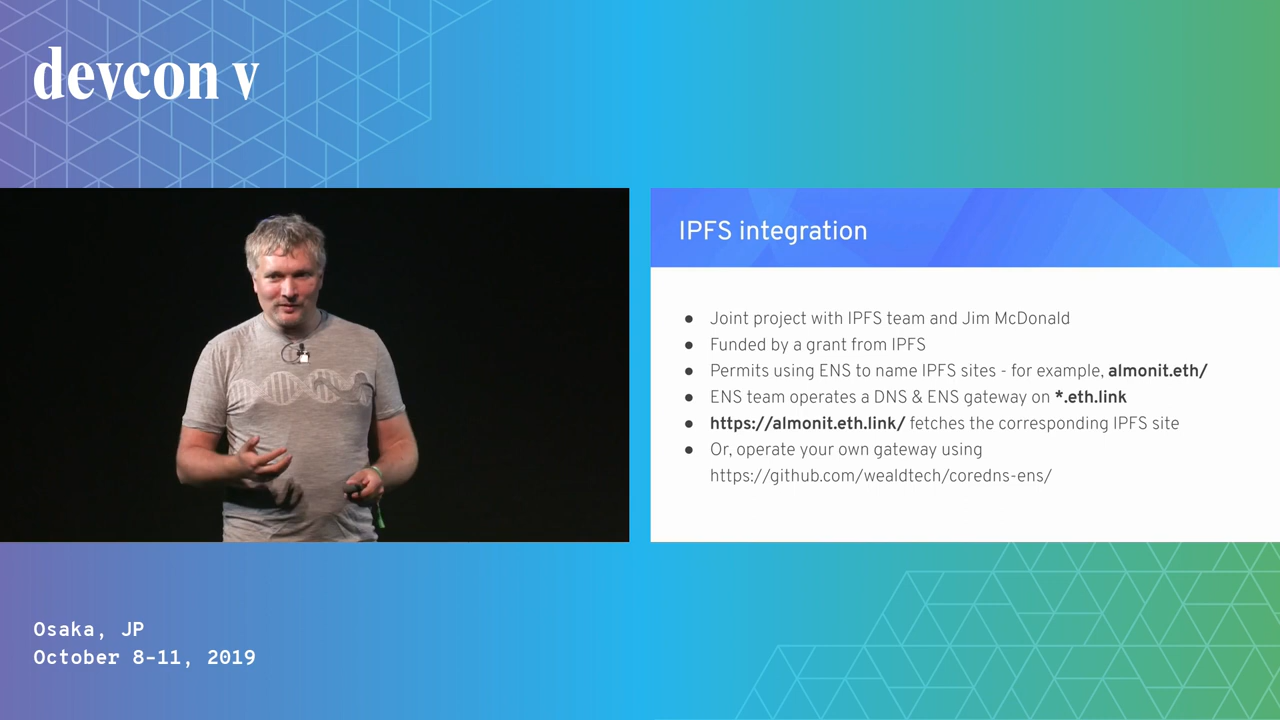 devcon v
IPFS integration
● Joint project with IPFS team and Jim McDonald
● Funded by a grant from IPFS
● Permits using ENS to name IPFS sites - for example, almonit.eth/
● ENS team operates a DNS & ENS gateway on *.eth.link
● https://almonit.eth.link/ fetches the corresponding IPFS site
● Or, operate your own gateway using
https://github.com/wealdtech/coredns-ens/
Osaka, JP
October 8-11, 2019